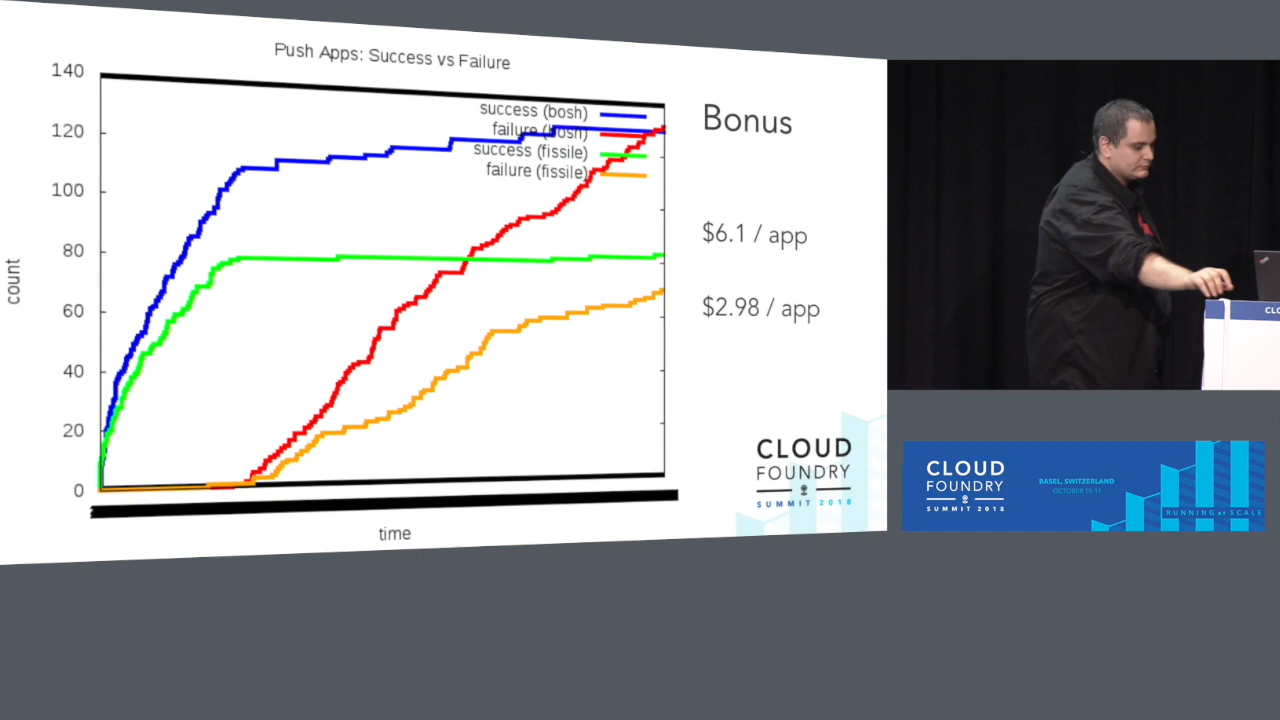 Push Apps: Success vs Failure
140
120
100
80
60
40
20
0
count
time
success (bosh)
failure (bosh)
success (fissile)
failure (fissile)
Bonus
$6.1 / app
$2.98 / app
CLOUD
FOUNDRY
SUMMIT 2018
CLO
CLOUD
FOUNDRY
SUMMIT 2018
BASEL, SWITZERLAND
OCTOBER 10-11
RUNNING AT SCALE